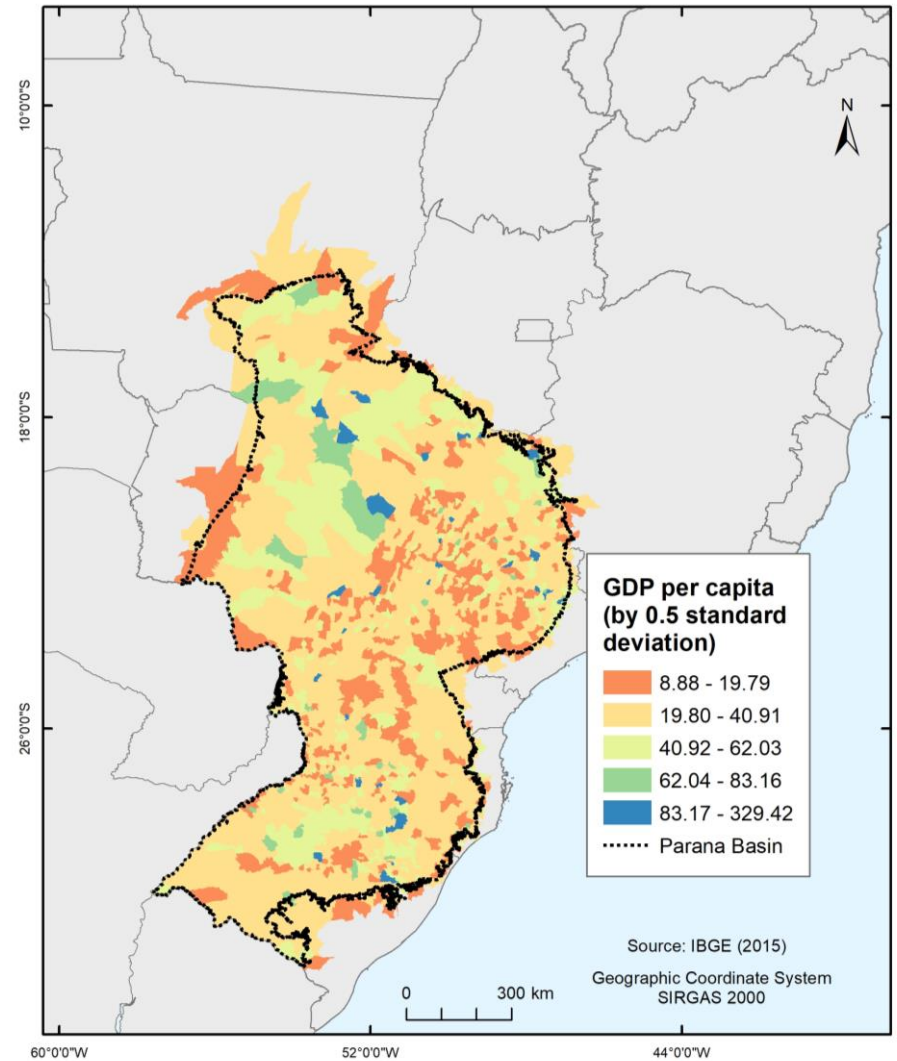 10°0'0"S
N
18°0'0"S
26°0'0"S
GDP per capita
(by 0.5 standard
deviation)
8.88 - 19.79
19.80 - 40.91
40.92 - 62.03
62.04 - 83.16
83.17 - 329.42
Parana Basin
Source: IBGE (2015)
Geographic Coordinate System
SIRGAS 2000
0 300 km
60°0'0"W 52°0'0"W 44°0'0"W